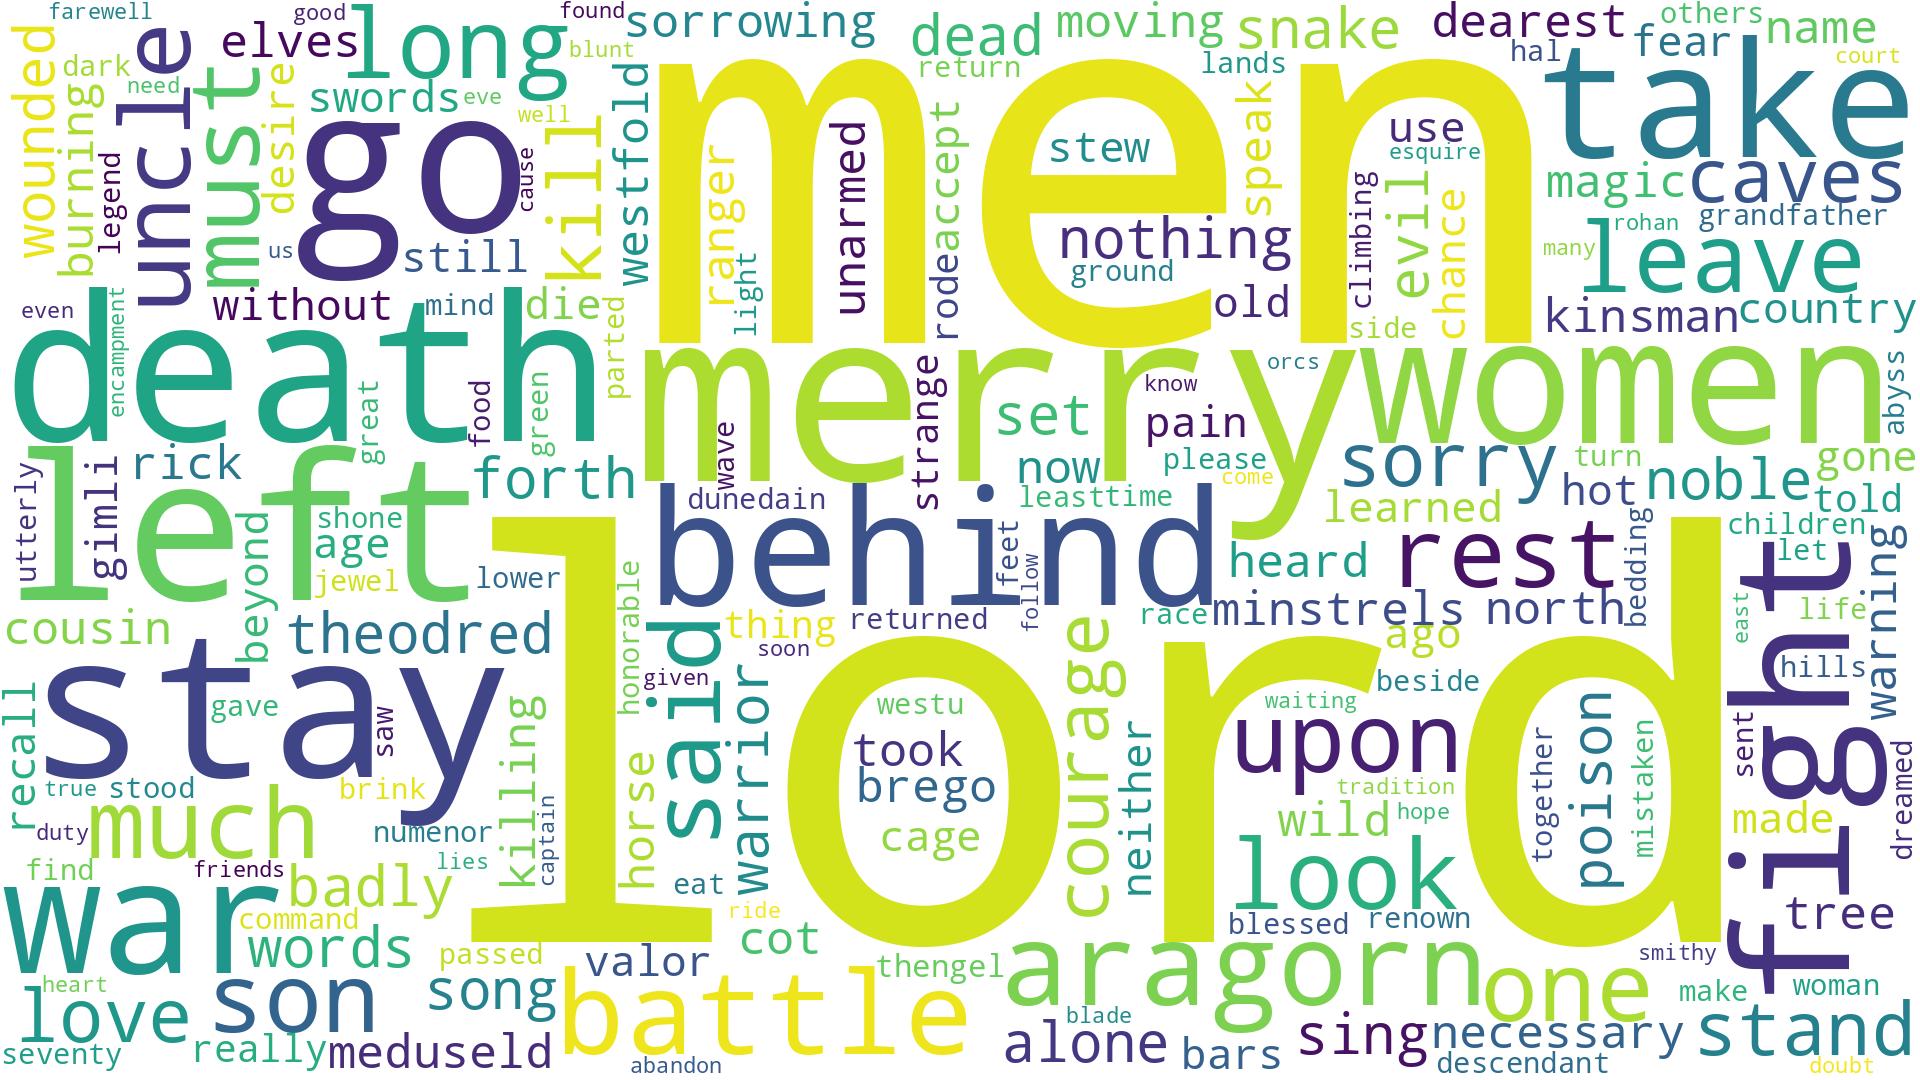 farewell
good
found
sorrowing
moving
dearest
others
wounded
uncle
elves
long
blunt
dead
snake
hal
fear
name
dark
need
must
desire
swords
eve
well
return
lands
take
court
burning
legend
go
cause
kill
westfold
men
ranger
unarmed
rodeaccept
stew
speak
use
esquire
magic
caves
us
still
light
nothing
ground
climbing
evil
chance
rohan
grandfather
many
leave
even
encampment
without
mind
die
parted
old
side
kinsman
country
death
great
food
green
merry
strange
know
orcs
women
abyss
utterly
gimli
rick
left
forth
wave
set
pain
now
please
come
sorry
turn
gone
hot
noble
told
beyond
shone
age
jewel
lower
dunedain
behind
leasttime
feet
follow
learned
heard
rest
bedding
children
let
warning
cousin
theodred
honorable
said
thing
returned
soon
given
race
minstrels
north
ago
east
life
fight
hills
recall
stay
gave
saw
killing
horse
warrior
lord
westu
took
brego
cage
courage
neither
waiting
beside
upon
tradition
together
poison
mistaken
sent
dreamed
true
stood
brink
duty
much
numenor
captain
lies
wild
hope
made
find
friends
badly
eat
look
war
command
words
ride
cot
blessed
renown
tree
passed
valor
thengel
aragorn
smithy
heart
love
son
song
battle
one
make
woman
seventy
really
meduseld
abandon
blade
alone
bars
sing
necessary
descendant
stand
doubt